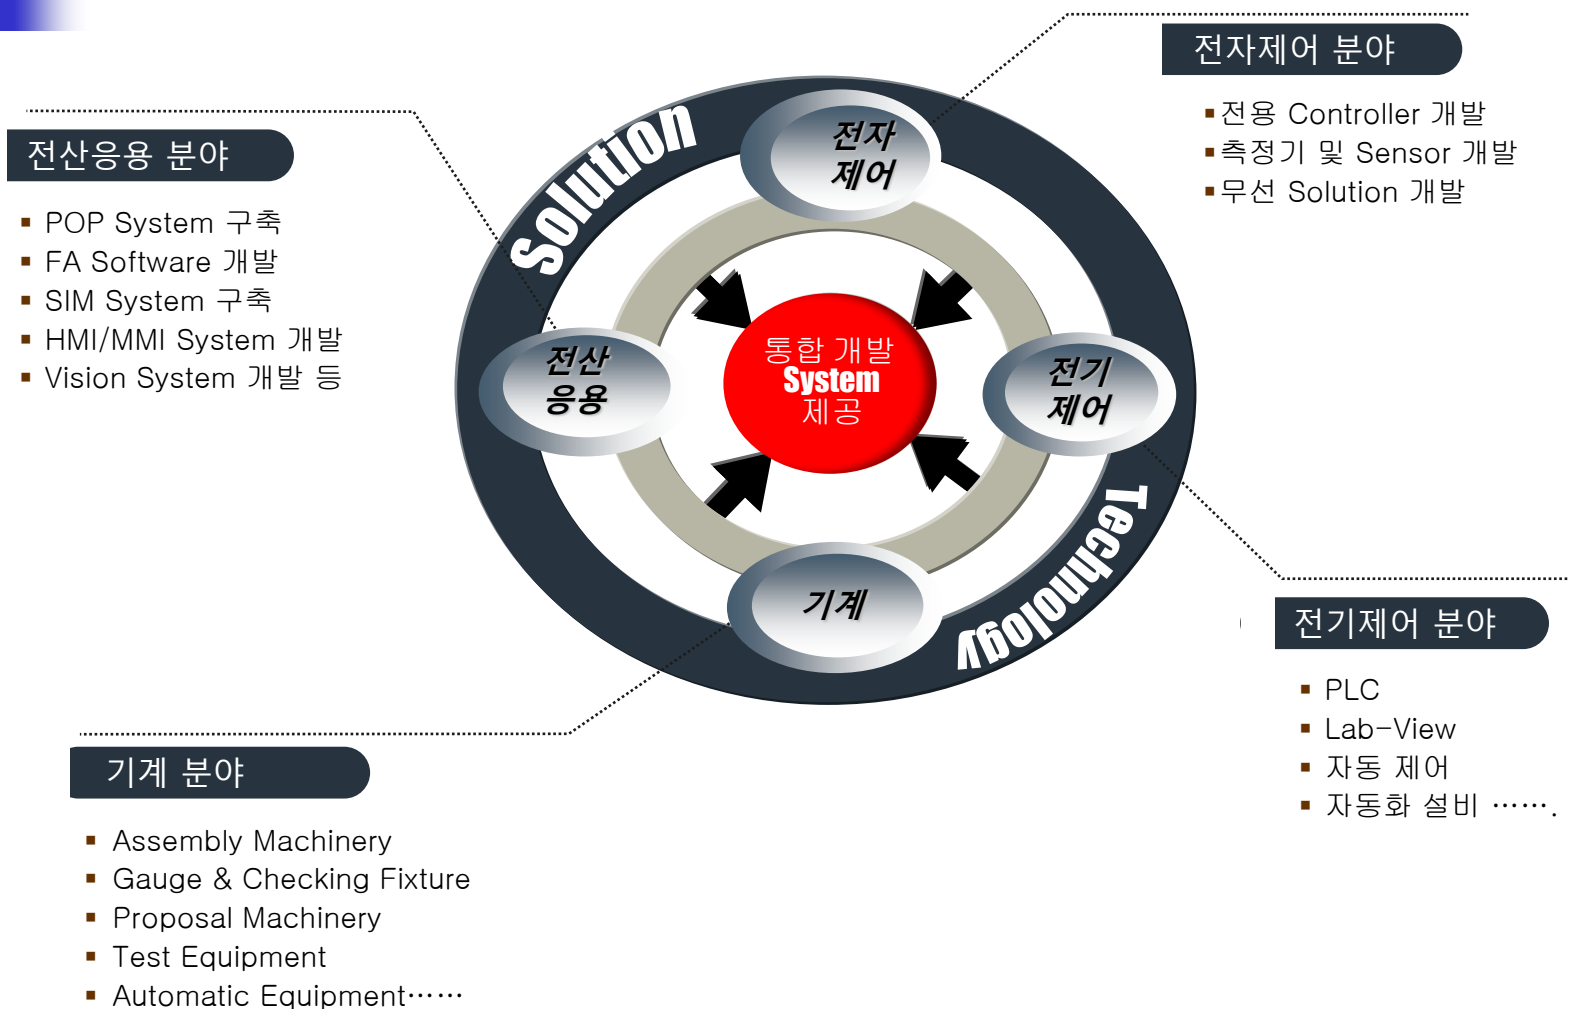 전자제어 분야
▪전용 Controller 개발
▪측정기 및 Sensor 개발
▪무선 Solution 개발
전산응용 분야
▪ POP System 구축
▪ FA Software 개발
▪ SIM System 구축
▪ HMI/MMI System 개발
▪ Vision System 개발 등
Solution
전자
제어
전산
응용
통합 개발
System
제공
전기
제어
기계
Technology
전기제어 분야
▪ PLC
▪ Lab-View
▪ 자동 제어
▪ 자동화 설비 …….
기계 분야
▪ Assembly Machinery
▪ Gauge & Checking Fixture
▪ Proposal Machinery
▪ Test Equipment
▪ Automatic Equipment……